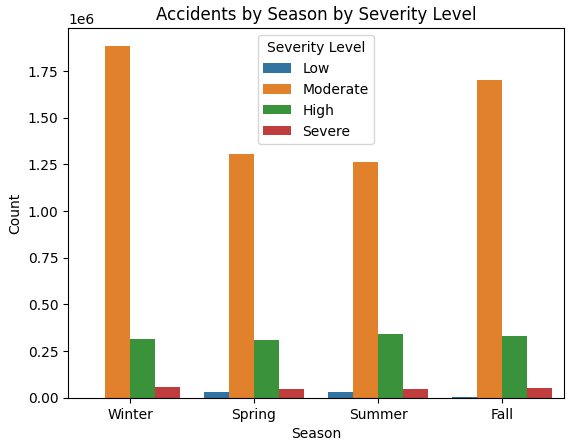 Accidents by Season by Severity Level
1e6
Severity Level
Low
Moderate
High
Severe
1.75
1.50
1.25
1.00
0.75
0.50
0.25
0.00
Count
Winter Spring Summer Fall
Season